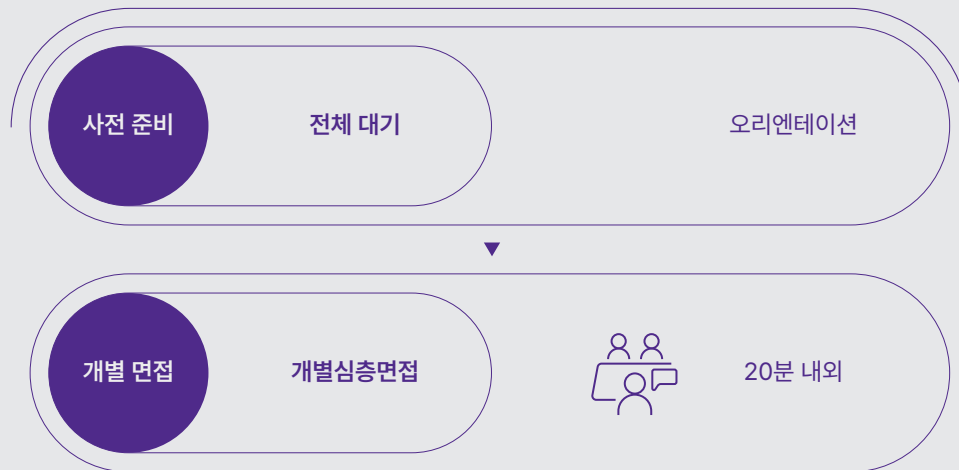 사전 준비
전체 대기
오리엔테이션
개별 면접
개별심층면접
20분 내외